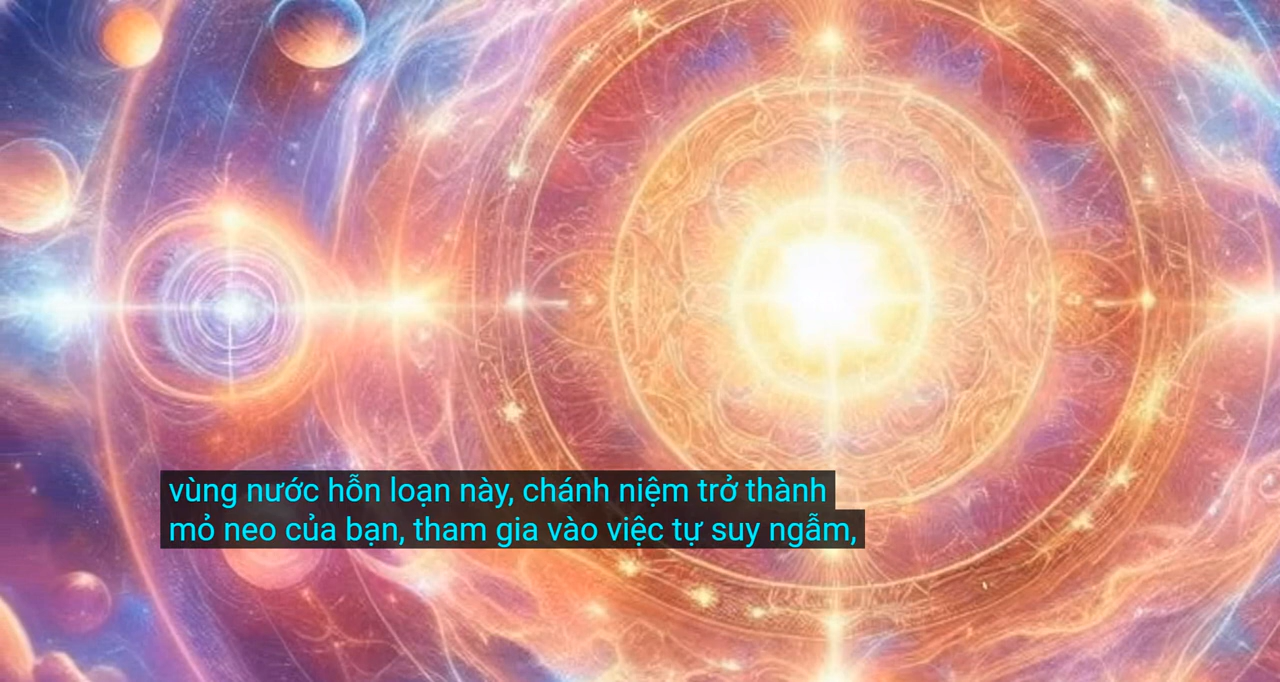 vùng nước hỗn loạn này, chánh niệm trở thành
mỏ neo của bạn, tham gia vào việc tự suy ngẫm,